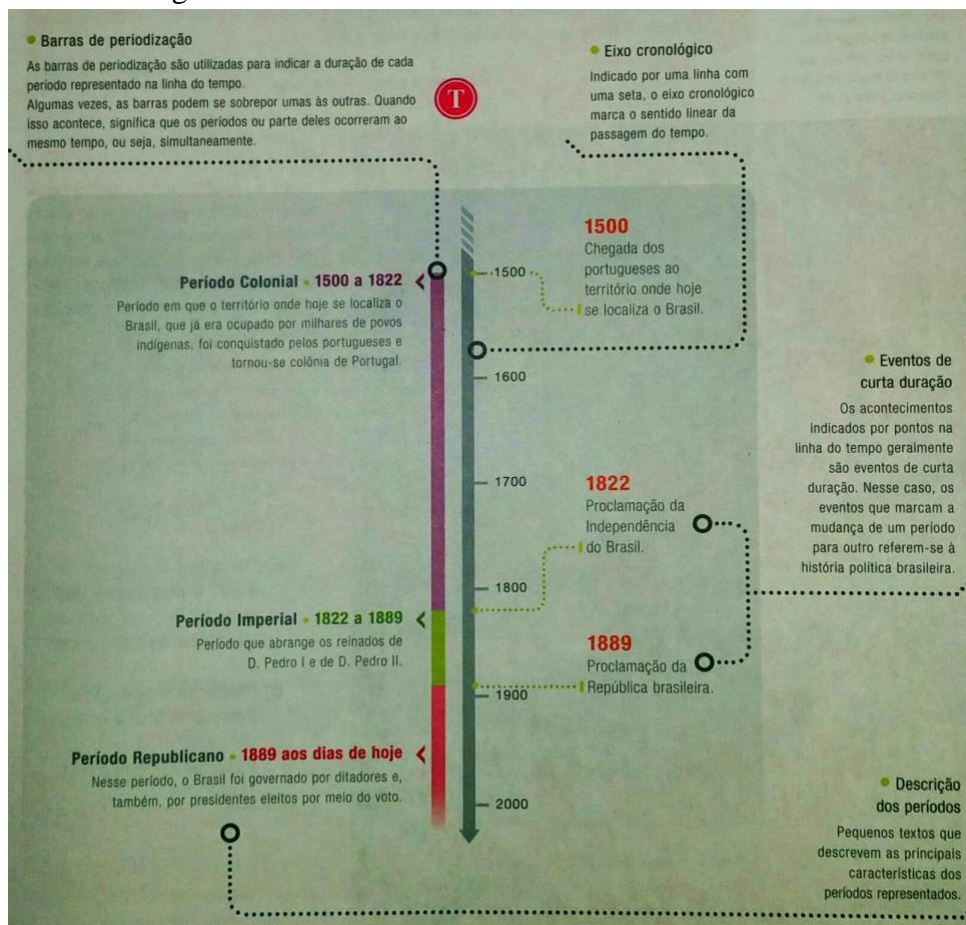 • Barras de periodização
As barras de periodização são utilizadas para indicar a duração de cada
período representado na linha do tempo.
Algumas vezes, as barras podem se sobrepor umas às outras. Quando
isso acontece, significa que os períodos ou parte deles ocorreram ao
mesmo tempo, ou seja, simultaneamente.
T
• Eixo cronológico
Indicado por uma linha com
uma seta, o eixo cronológico
marca o sentido linear da
passagem do tempo.
Período Colonial • 1500 a 1822
Período em que o território onde hoje se localiza o
Brasil, que já era ocupado por milhares de povos
indígenas, foi conquistado pelos portugueses e
tornou-se colônia de Portugal.
1500
1500
Chegada dos
portugueses ao
território onde hoje
se localiza o Brasil.
1600
• Eventos de
curta duração
Os acontecimentos
indicados por pontos na
linha do tempo geralmente
são eventos de curta
duração. Nesse caso, os
eventos que marcam a
mudança de um período
para outro referem-se à
história política brasileira.
1700
1822
Proclamação da
Independência
do Brasil.
1800
Período Imperial • 1822 a 1889
Período que abrange os reinados de
D. Pedro I e de D. Pedro II.
1889
Proclamação da
República brasileira.
1900
Período Republicano • 1889 aos dias de hoje
Nesse período, o Brasil foi governado por ditadores e,
também, por presidentes eleitos por meio do voto.
2000
• Descrição
dos períodos
Pequenos textos que
descrevem as principais
características dos
períodos representados.